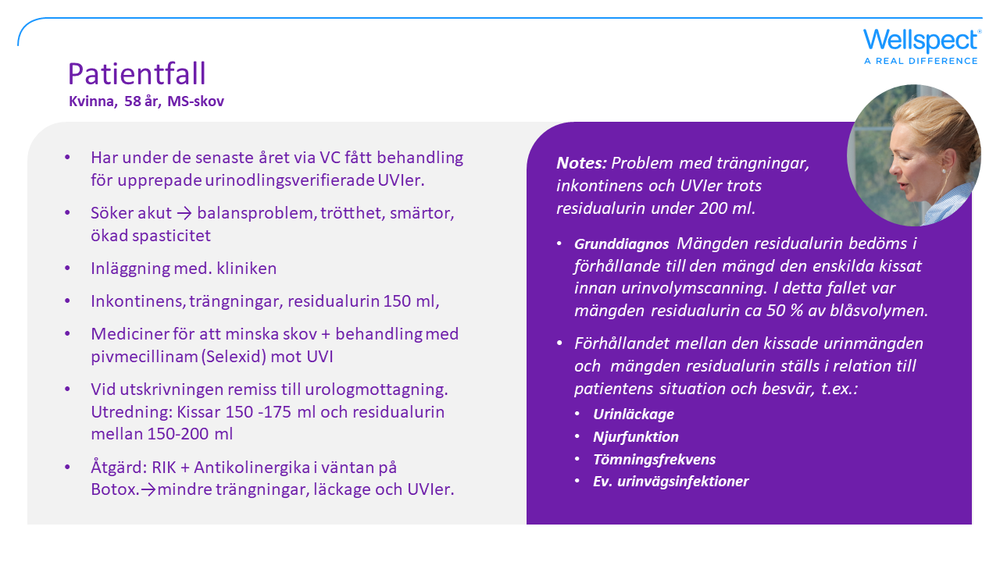 Wellspect®
A REAL DIFFERENCE
Patientfall
Kvinna, 58 år, MS-skov
• Har under de senaste året via VC fått behandling
för upprepade urinodlingsverifierade UVIer.
• Söker akut → balansproblem, trötthet, smärtor,
ökad spasticitet
• Inläggning med. kliniken
• Inkontinens, trängningar, residualurin 150 ml,
• Mediciner för att minska skov + behandling med
pivmecillinam (Selexid) mot UVI
• Vid utskrivningen remiss till urologmottagning.
Utredning: Kissar 150 -175 ml och residualurin
mellan 150-200 ml
• Åtgärd: RIK + Antikolinergika i väntan på
Botox.→mindre trängningar, läckage och UVIer.
Notes: Problem med trängningar,
inkontinens och UVIer trots
residualurin under 200 ml.
• Grunddiagnos Mängden residualurin bedöms i
förhållande till den mängd den enskilda kissat
innan urinvolymscanning. I detta fallet var
mängden residualurin ca 50 % av blåsvolymen.
• Förhållandet mellan den kissade urinmängden
och mängden residualurin ställs i relation till
patientens situation och besvär, t.ex.:
• Urinläckage
• Njurfunktion
• Tömningsfrekvens
• Ev. urinvägsinfektioner